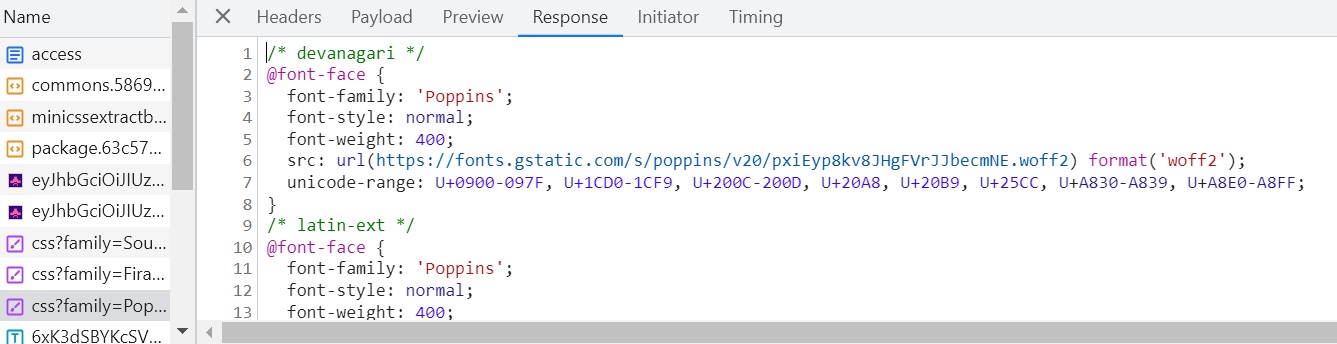 Name
access
commons.5869...
minicssextractb...
package.63c57...
eyJhbGciOiJIUz...
eyJhbGciOiJIUz...
css?family=Sou...
css?family=Fira...
css?family=Pop...
6xK3dSBYKcSV...
Headers Payload Preview Response Initiator Timing
1 /* devanagari */
2 @font-face {
3 font-family: 'Poppins';
4 font-style: normal;
5 font-weight: 400;
6 src: url(https://fonts.gstatic.com/s/poppins/v20/pxiEyp8kv8JHgFVrJJbecmNE.woff2) format('woff2');
7 unicode-range: U+0900-097F, U+1CD0-1CF9, U+200C-200D, U+20A8, U+20B9, U+25CC, U+A830-A839, U+A8E0-A8FF;
8 }
9 /* latin-ext */
10 @font-face {
11 font-family: 'Poppins';
12 font-style: normal;
13 font-weight: 400;